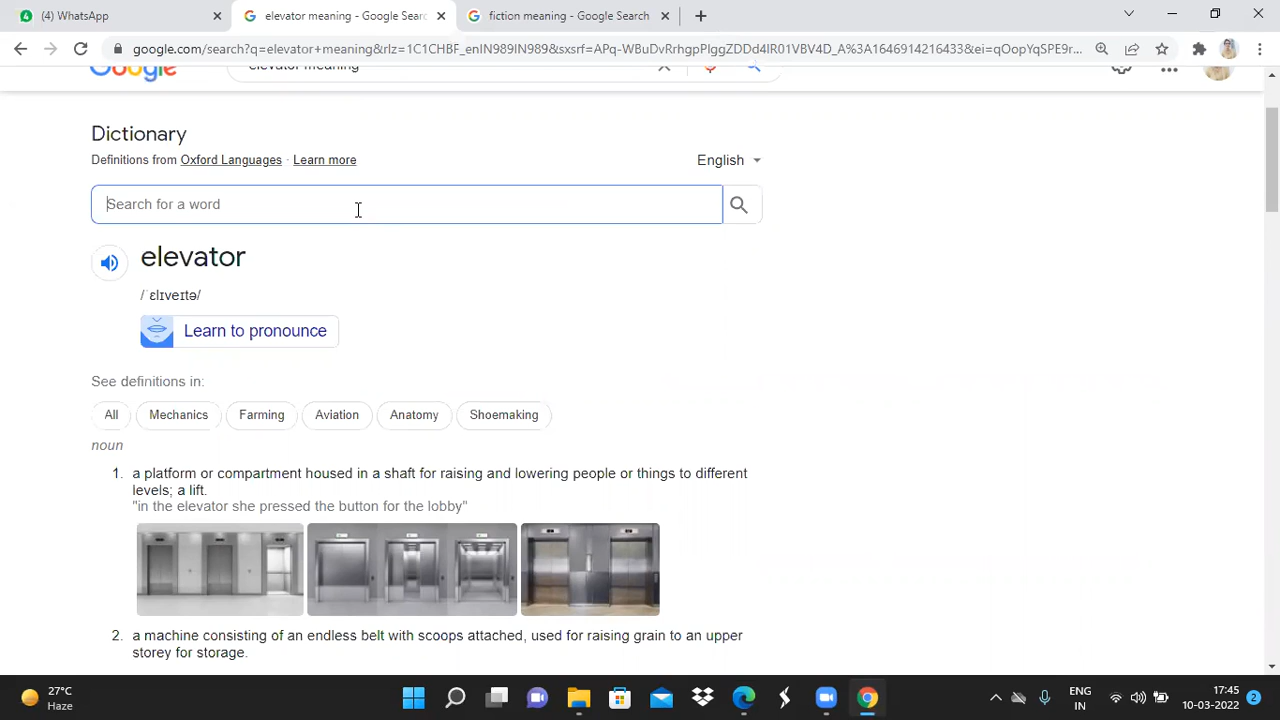 4
(4) WhatsApp
elevator meaning - Google Searc
fiction meaning - Google Search
google.com/search?q=elevator+meaning&rlz=1C1CHBF_enIN989IN989&sxsrf=APq-WBuDvRrhgpPlggZDDd4lR01VBV4D_A%3A1646914216433&ei=qOopYqSPE9r...
Google
elevator meaning
Dictionary
Definitions from Oxford Languages · Learn more
English
Search for a word
elevator
/ˈɛlɪveɪtə/
Learn to pronounce
See definitions in:
All
Mechanics
Farming
Aviation
Anatomy
Shoemaking
noun
1. a platform or compartment housed in a shaft for raising and lowering people or things to different
levels; a lift.
"in the elevator she pressed the button for the lobby"
2. a machine consisting of an endless belt with scoops attached, used for raising grain to an upper
storey for storage.
27°C
Haze
ENG
IN
17:45
10-03-2022
2